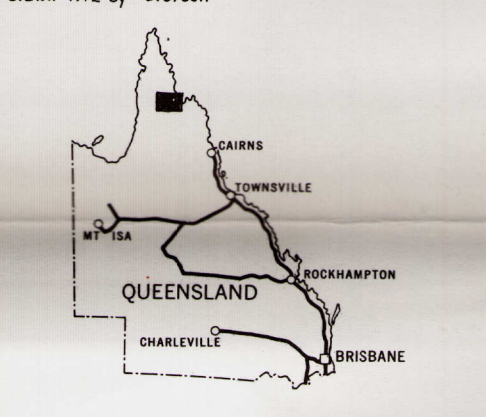 CAIRNS
TOWNSVILLE
MT ISA
ROCKHAMPTON
QUEENSLAND
CHARLEVILLE
BRISBANE